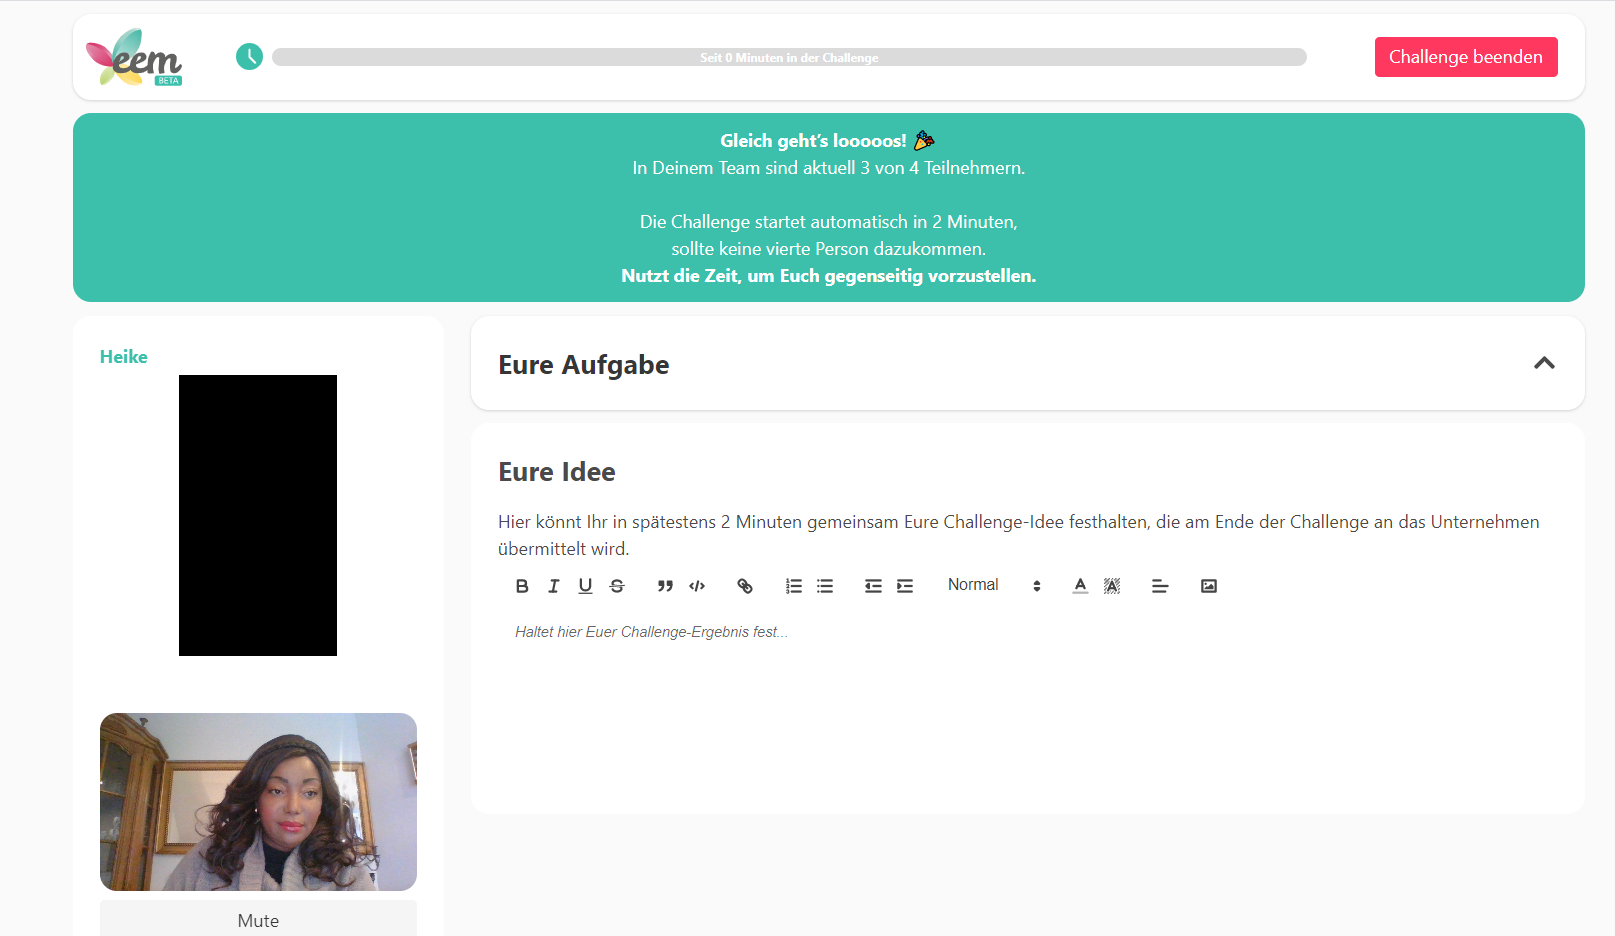 eem
BETA
Seit 0 Minuten in der Challenge
Challenge beenden
Gleich geht's looooos!
In Deinem Team sind aktuell 3 von 4 Teilnehmern.
Die Challenge startet automatisch in 2 Minuten,
sollte keine vierte Person dazukommen.
Nutzt die Zeit, um Euch gegenseitig vorzustellen.
Heike
Eure Aufgabe
Eure Idee
Hier könnt Ihr in spätestens 2 Minuten gemeinsam Eure Challenge-Idee festhalten, die am Ende der Challenge an das Unternehmen
übermittelt wird.
Normal
Haltet hier Euer Challenge-Ergebnis fest...
Mute